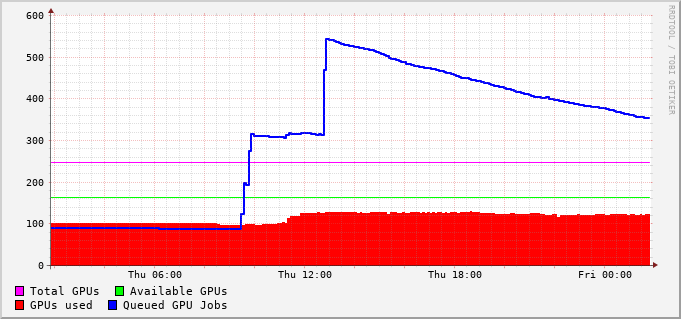 600
500
400
300
200
100
0
Thu 06:00 Thu 12:00 Thu 18:00 Fri 00:00
Total GPUs Available GPUs
GPUs used Queued GPU Jobs
RRDTOOL / TOBI OETIKER